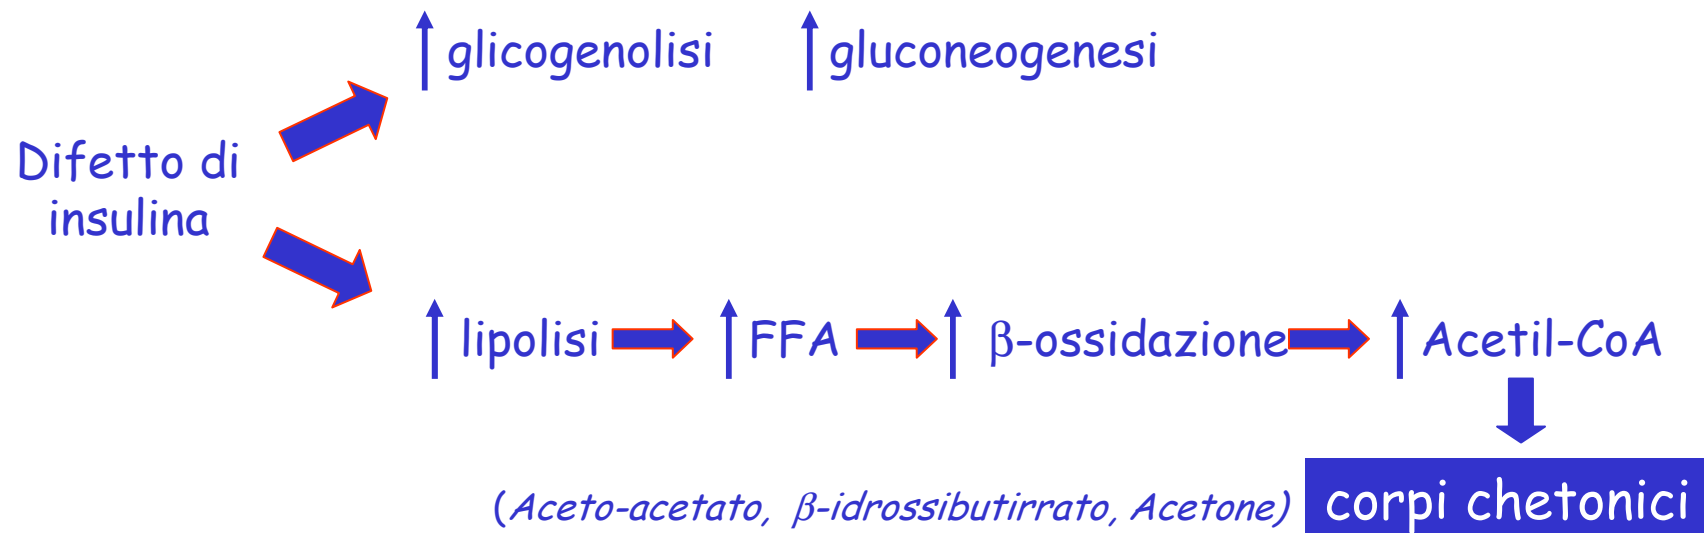 glicogenolisi gluconeogenesi
Difetto di
insulina
lipolisi FFA β-ossidazione Acetil-CoA
(Aceto-acetato, β-idrossibutirrato, Acetone) corpi chetonici